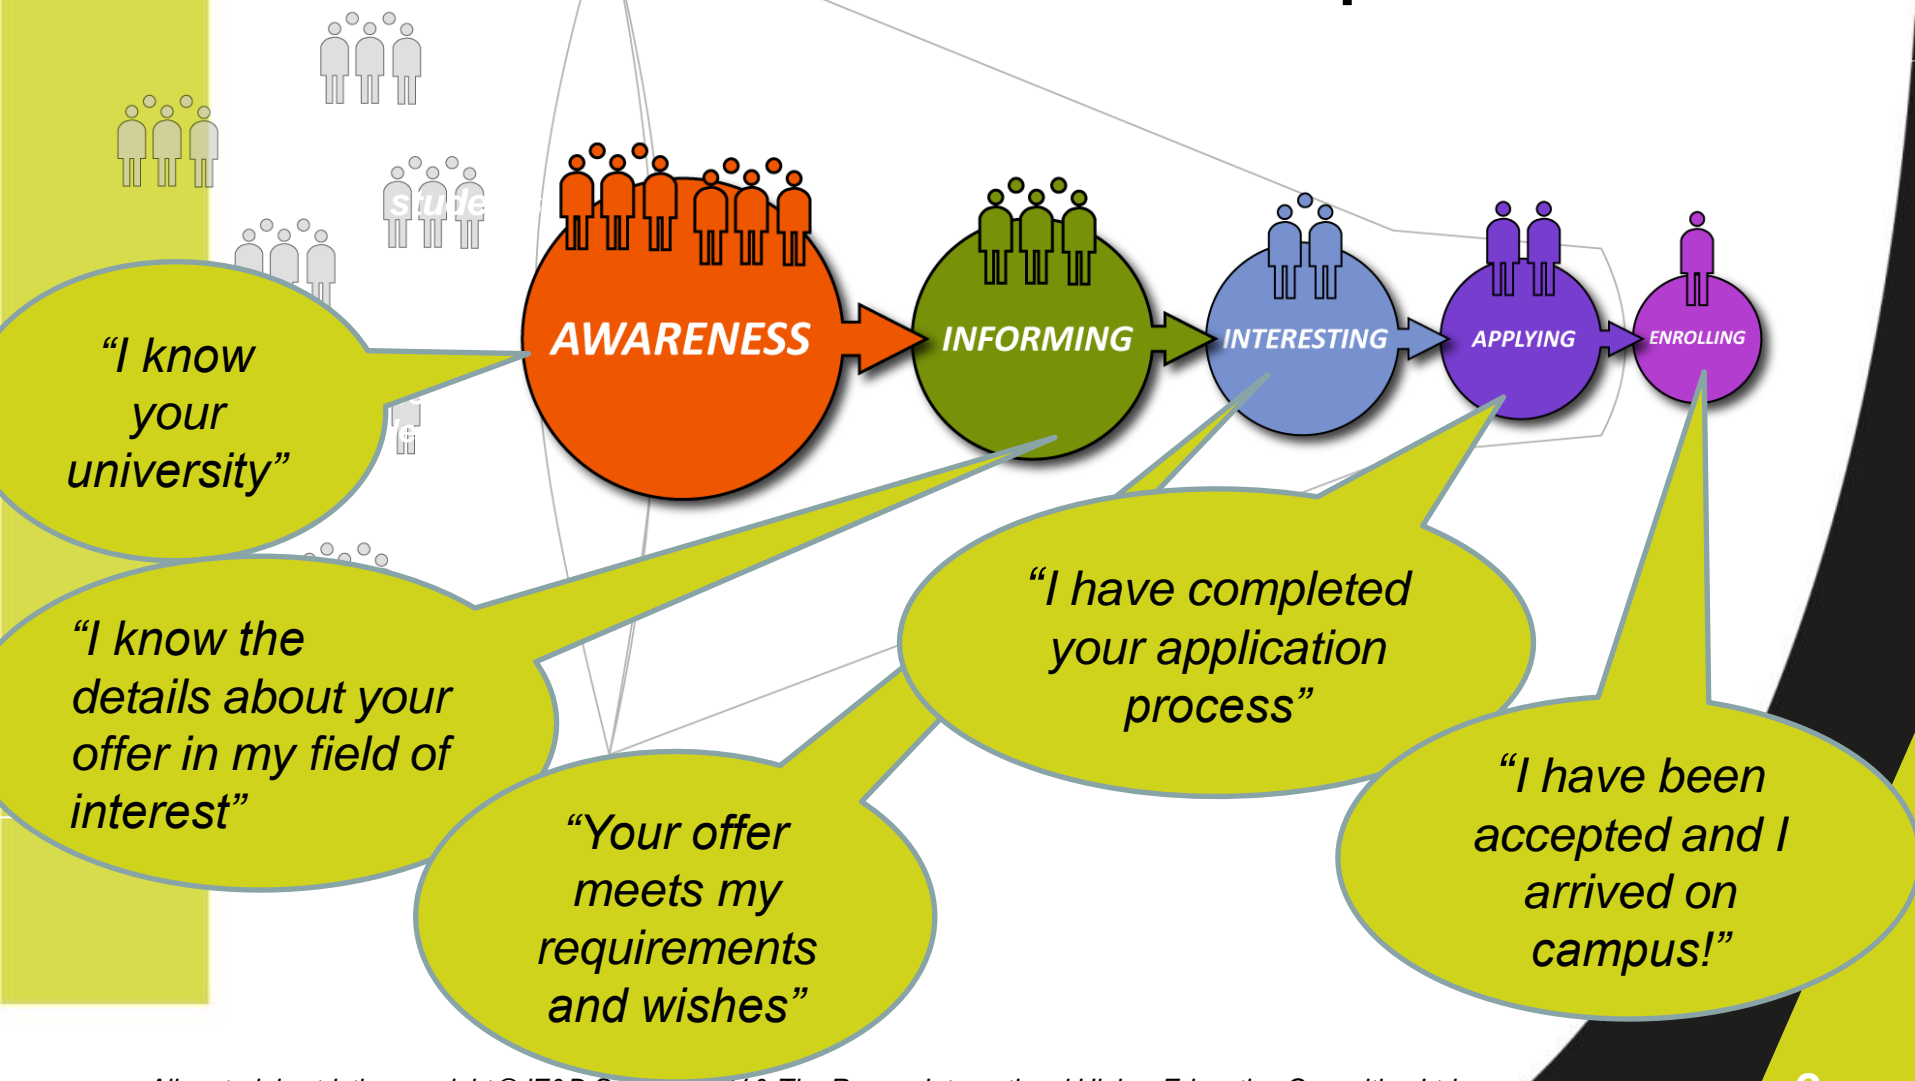 AWARENESS
INFORMING
INTERESTING
APPLYING
ENROLLING
“I know
your
university”
“I know the
details about your
offer in my field of
interest”
“Your offer
meets my
requirements
and wishes”
“I have completed
your application
process”
“I have been
accepted and I
arrived on
campus!”